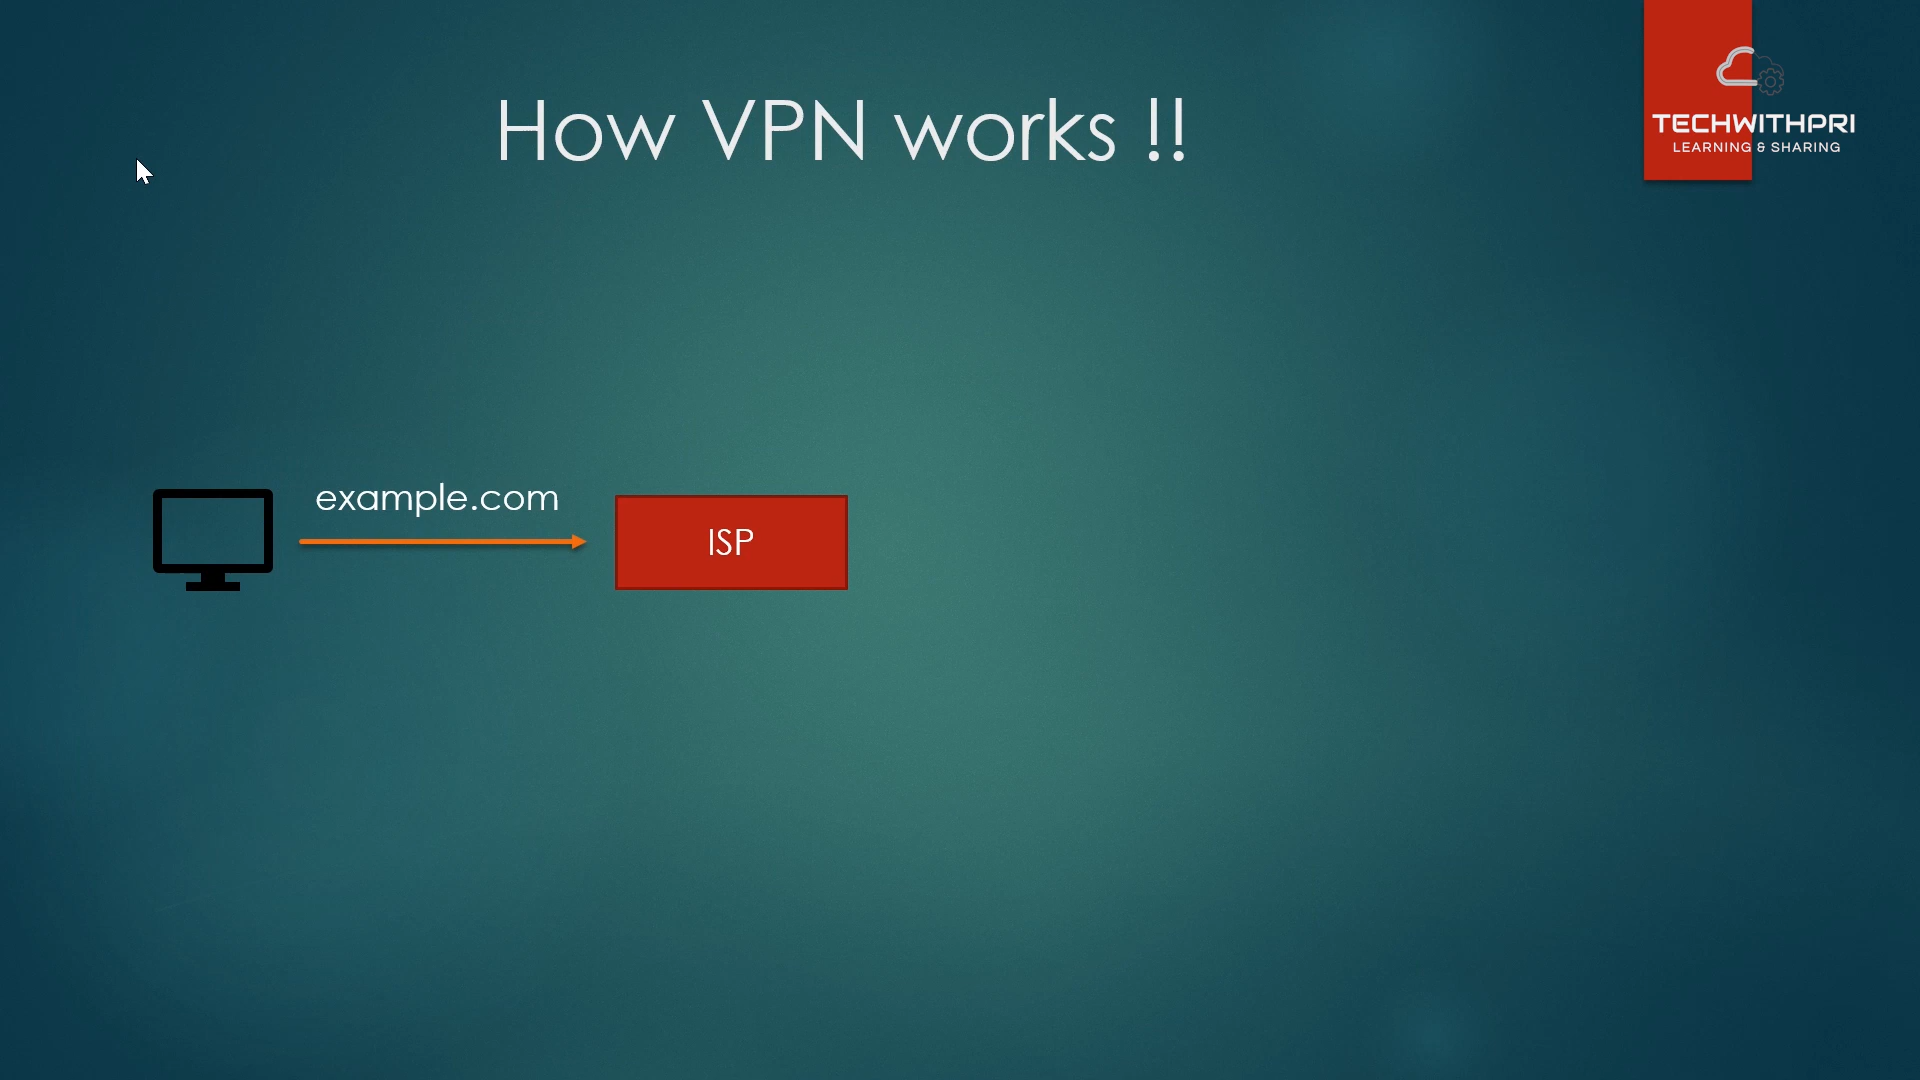 How VPN works !!
TECHWITHPRI
LEARNING & SHARING
example.com
ISP